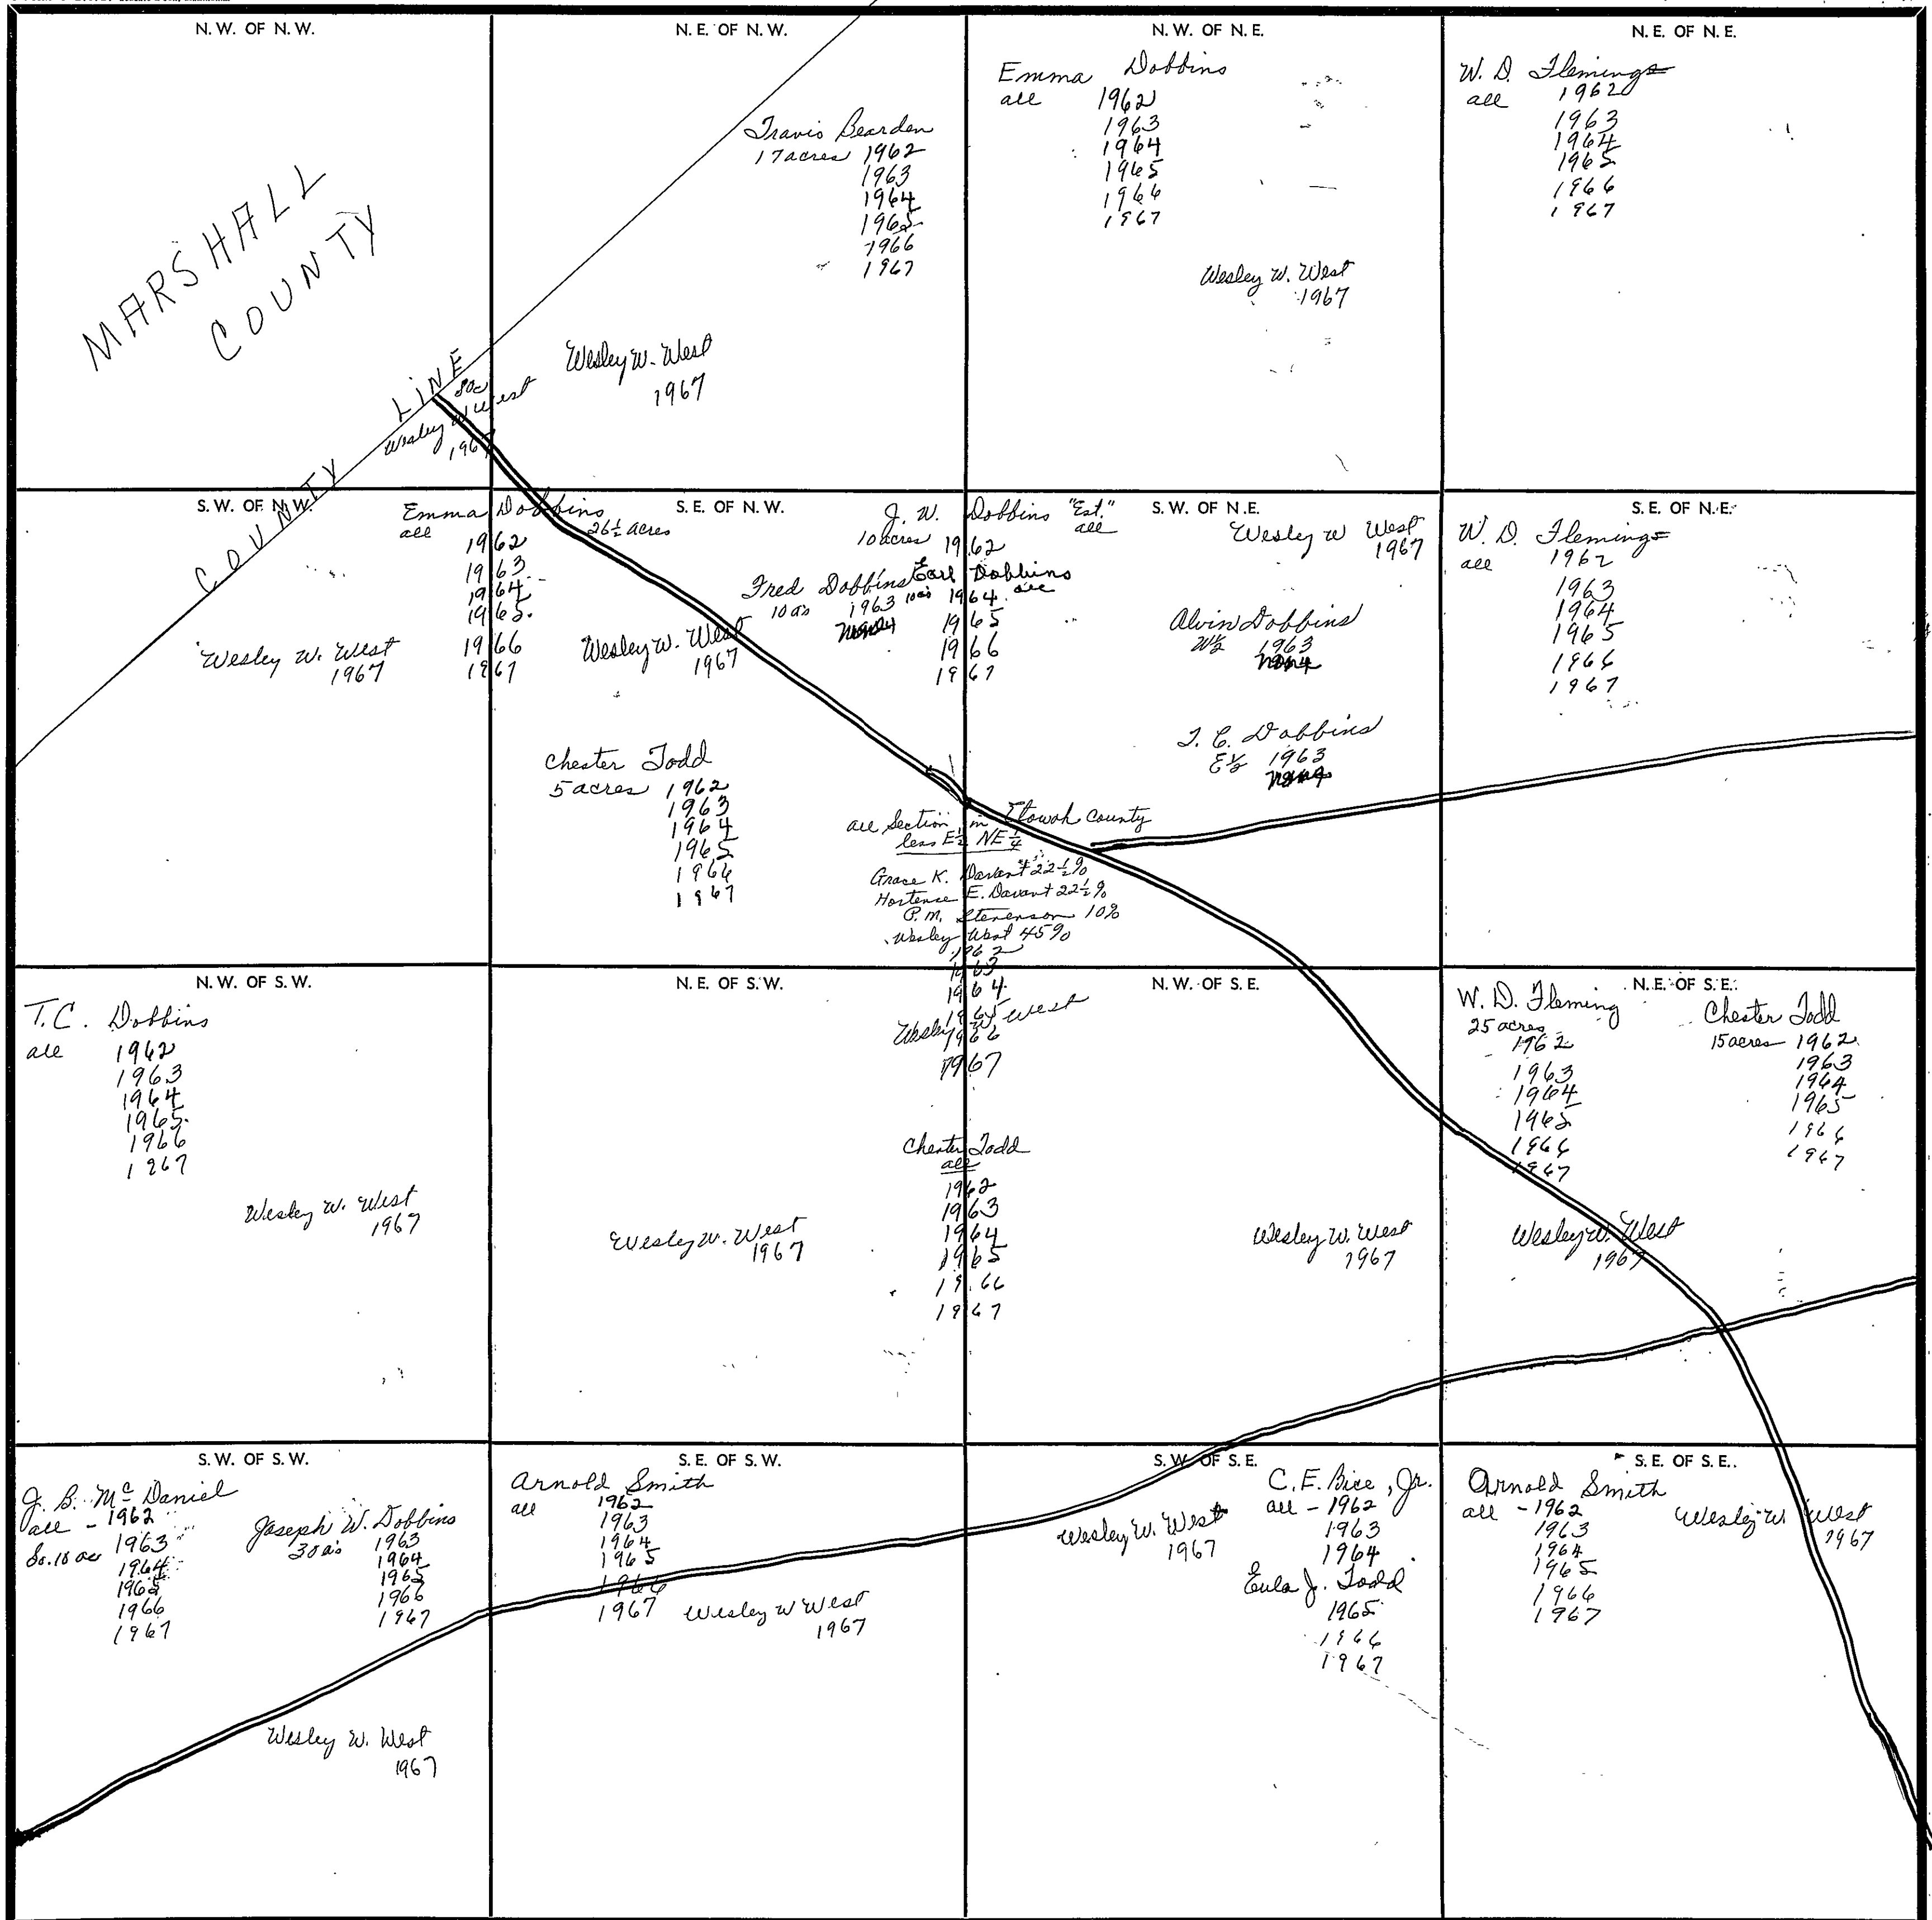 N. W. OF N. W.
MARSHALL
COUNTY
COUNTY LINE
8 ac
Wesley W West
1967
N. E. OF N. W.
Travis Bearden
17 acres 1962
1963
1964
1965
1966
1967
Wesley W. West
1967
N. W. OF N. E.
Emma Dobbins
all 1962
1963
1964
1965
1966
1967
Wesley W. West
1967
N. E. OF N. E.
W. D. Fleming
all 1962
1963
1964
1965
1966
1967
S. W. OF N. W.
Emma Dobbins
all 26½ acres
1962
1963
1964
1965
1966
1967
Wesley W. West
1967
S. E. OF N. W.
J. W. Dobbins "Est."
10 acres 1962 all
Fred Dobbins
10 a's 1963
Earl Dobbins
10 a's 1964 all
1965
1966
1967
Wesley W. West
1967
Chester Todd
5 acres 1962
1963
1964
1965
1966
1967
S. W. OF N. E.
Wesley W West
1967
Alvin Dobbins
W½ 1963
T. C. Dobbins
E½ 1963
S. E. OF N. E.
W. D. Fleming
all 1962
1963
1964
1965
1966
1967
all Section in Etowah County
less E½ NE¼
Grace K. Davant 22½%
Hortense E. Davant 22½%
P. M. Stevenson 10%
Wesley West 45%
1962
1963
1964
1965
Wesley W West
1966
1967
N. W. OF S. W.
T. C. Dobbins
all 1962
1963
1964
1965
1966
1967
Wesley W. West
1967
N. E. OF S. W.
Chester Todd
all
1962
1963
1964
1965
1966
1967
Wesley W. West
1967
N. W. OF S. E.
Wesley W. West
1967
N. E. OF S. E.
W. D. Fleming
25 acres
1962
1963
1964
1965
1966
1967
Chester Todd
15 acres 1962
1963
1964
1965
1966
1967
Wesley W. West
1967
S. W. OF S. W.
J. B. McDaniel
all - 1962
So. 10 ac 1963
1964
1965
1966
1967
Joseph W. Dobbins
30 a's 1963
1964
1965
1966
1967
Wesley W. West
1967
S. E. OF S. W.
Arnold Smith
all 1962
1963
1964
1965
1966
1967
Wesley W West
1967
S. W. OF S. E.
C. E. Bice, Jr.
all - 1962
1963
1964
Wesley W. West
1967
Eula J. Todd
1965
1966
1967
S. E. OF S. E.
Arnold Smith
all - 1962
1963
1964
1965
1966
1967
Wesley W. West
1967